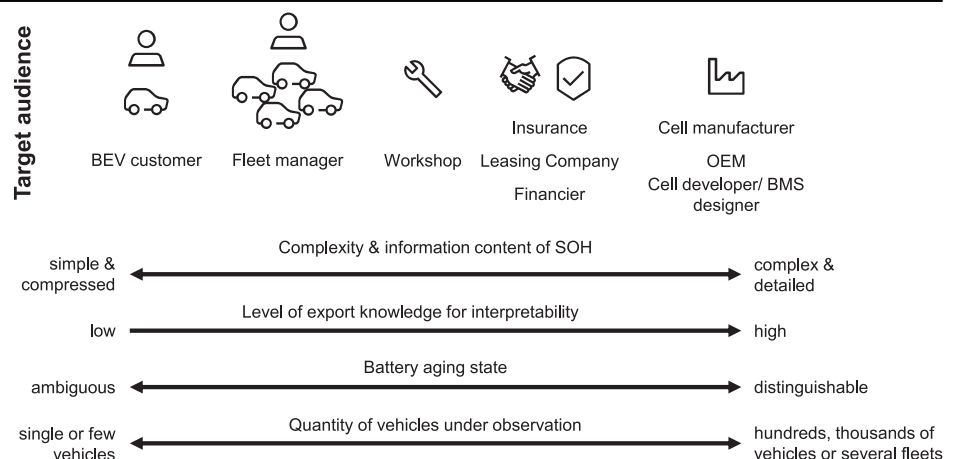 Target audience
BEV customer
Fleet manager
Workshop
Insurance
Leasing Company
Financier
Cell manufacturer
OEM
Cell developer/ BMS
designer
Complexity & information content of SOH
simple &
compressed
complex &
detailed
Level of export knowledge for interpretability
low
high
Battery aging state
ambiguous
distinguishable
Quantity of vehicles under observation
single or few
vehicles
hundreds, thousands of
vehicles or several fleets